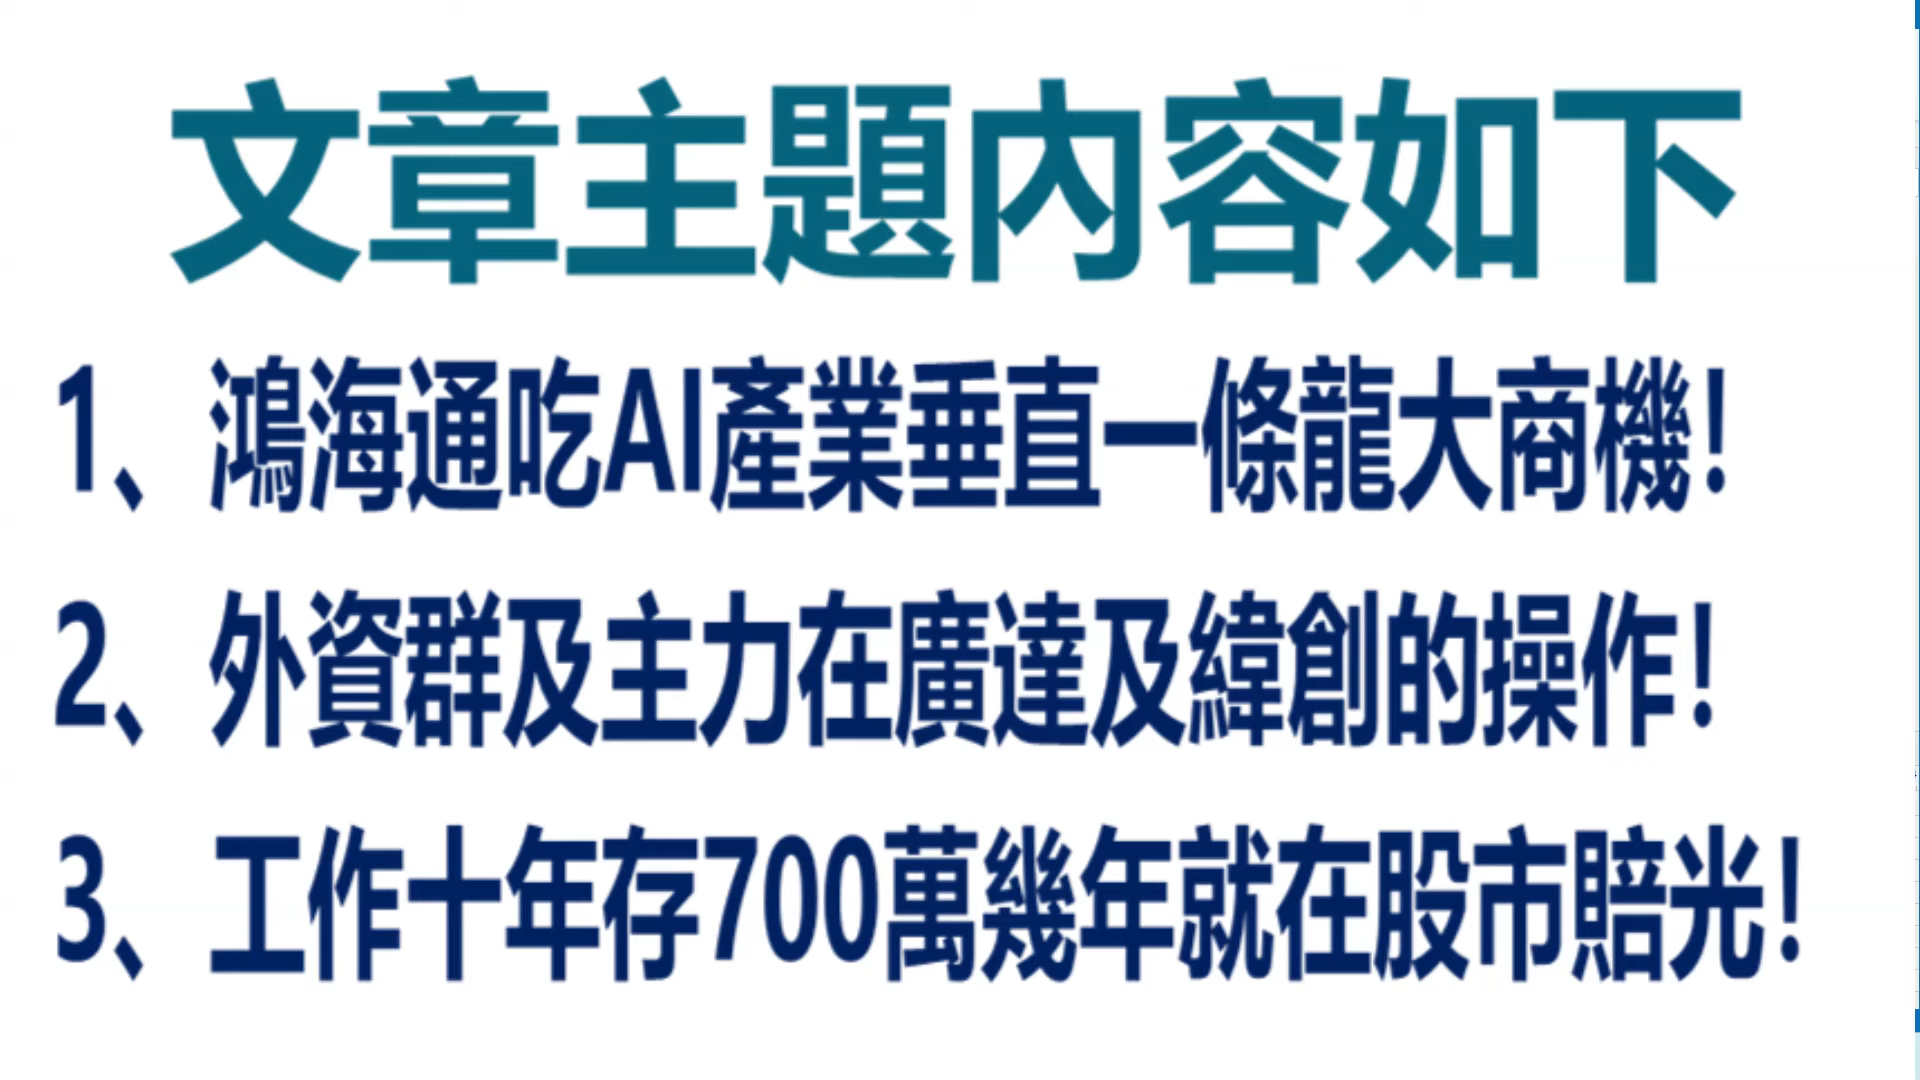 文章主題內容如下
1、鴻海通吃AI產業垂直一條龍大商機！
2、外資群及主力在廣達及緯創的操作！
3、工作十年存700萬幾年就在股市賠光！